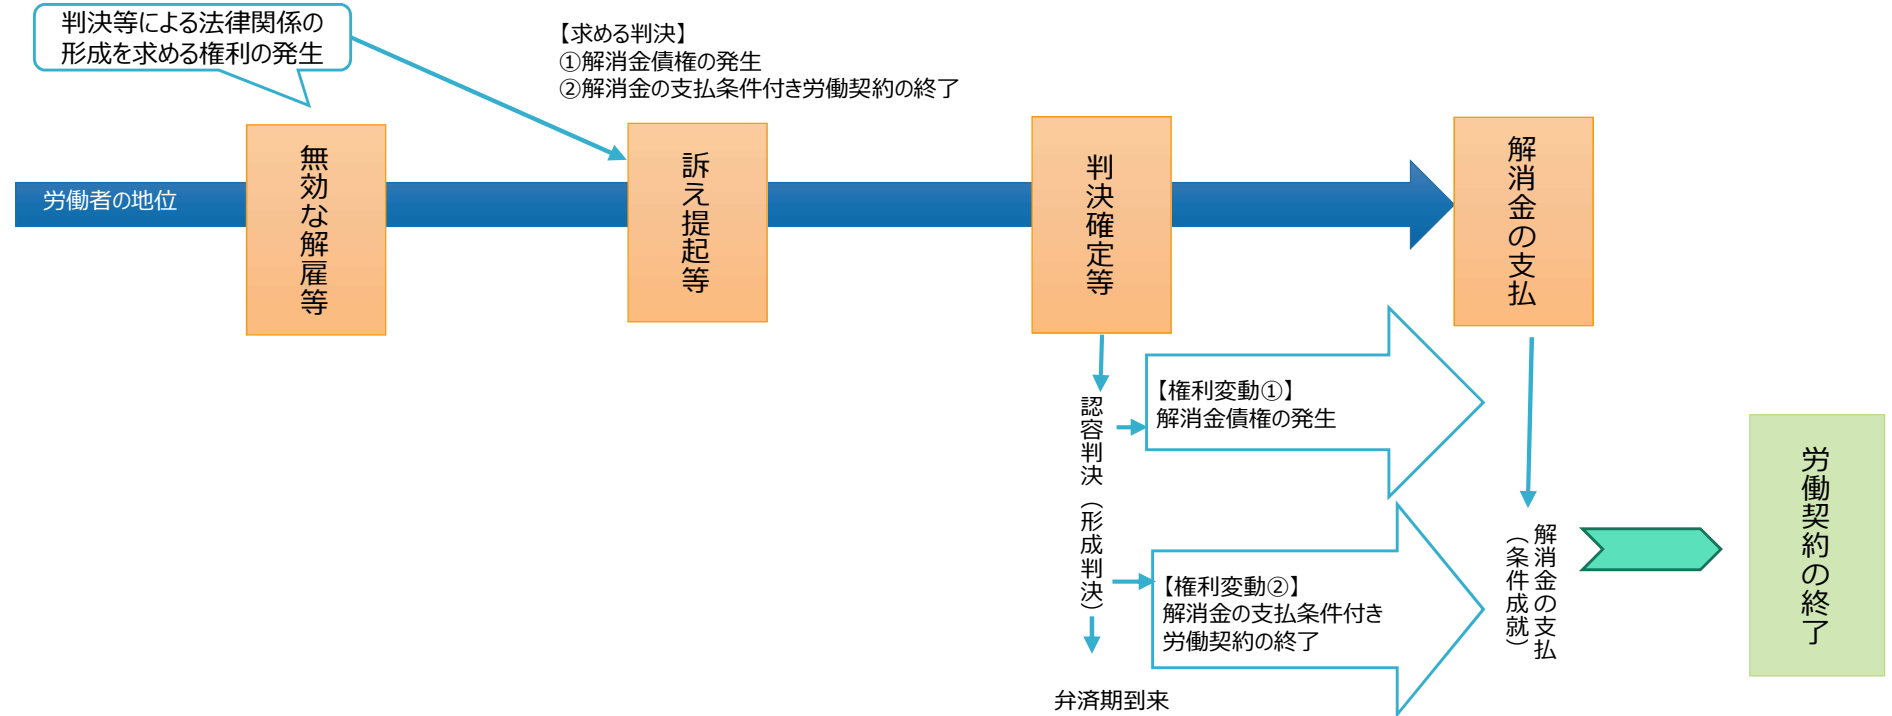 判決等による法律関係の
形成を求める権利の発生
【求める判決】
①解消金債権の発生
②解消金の支払条件付き労働契約の終了
労働者の地位
無効な解雇等
訴え提起等
判決確定等
解消金の支払
認容判決（形成判決）
【権利変動①】
解消金債権の発生
【権利変動②】
解消金の支払条件付き
労働契約の終了
弁済期到来
解消金の支払
（条件成就）
労働契約の終了